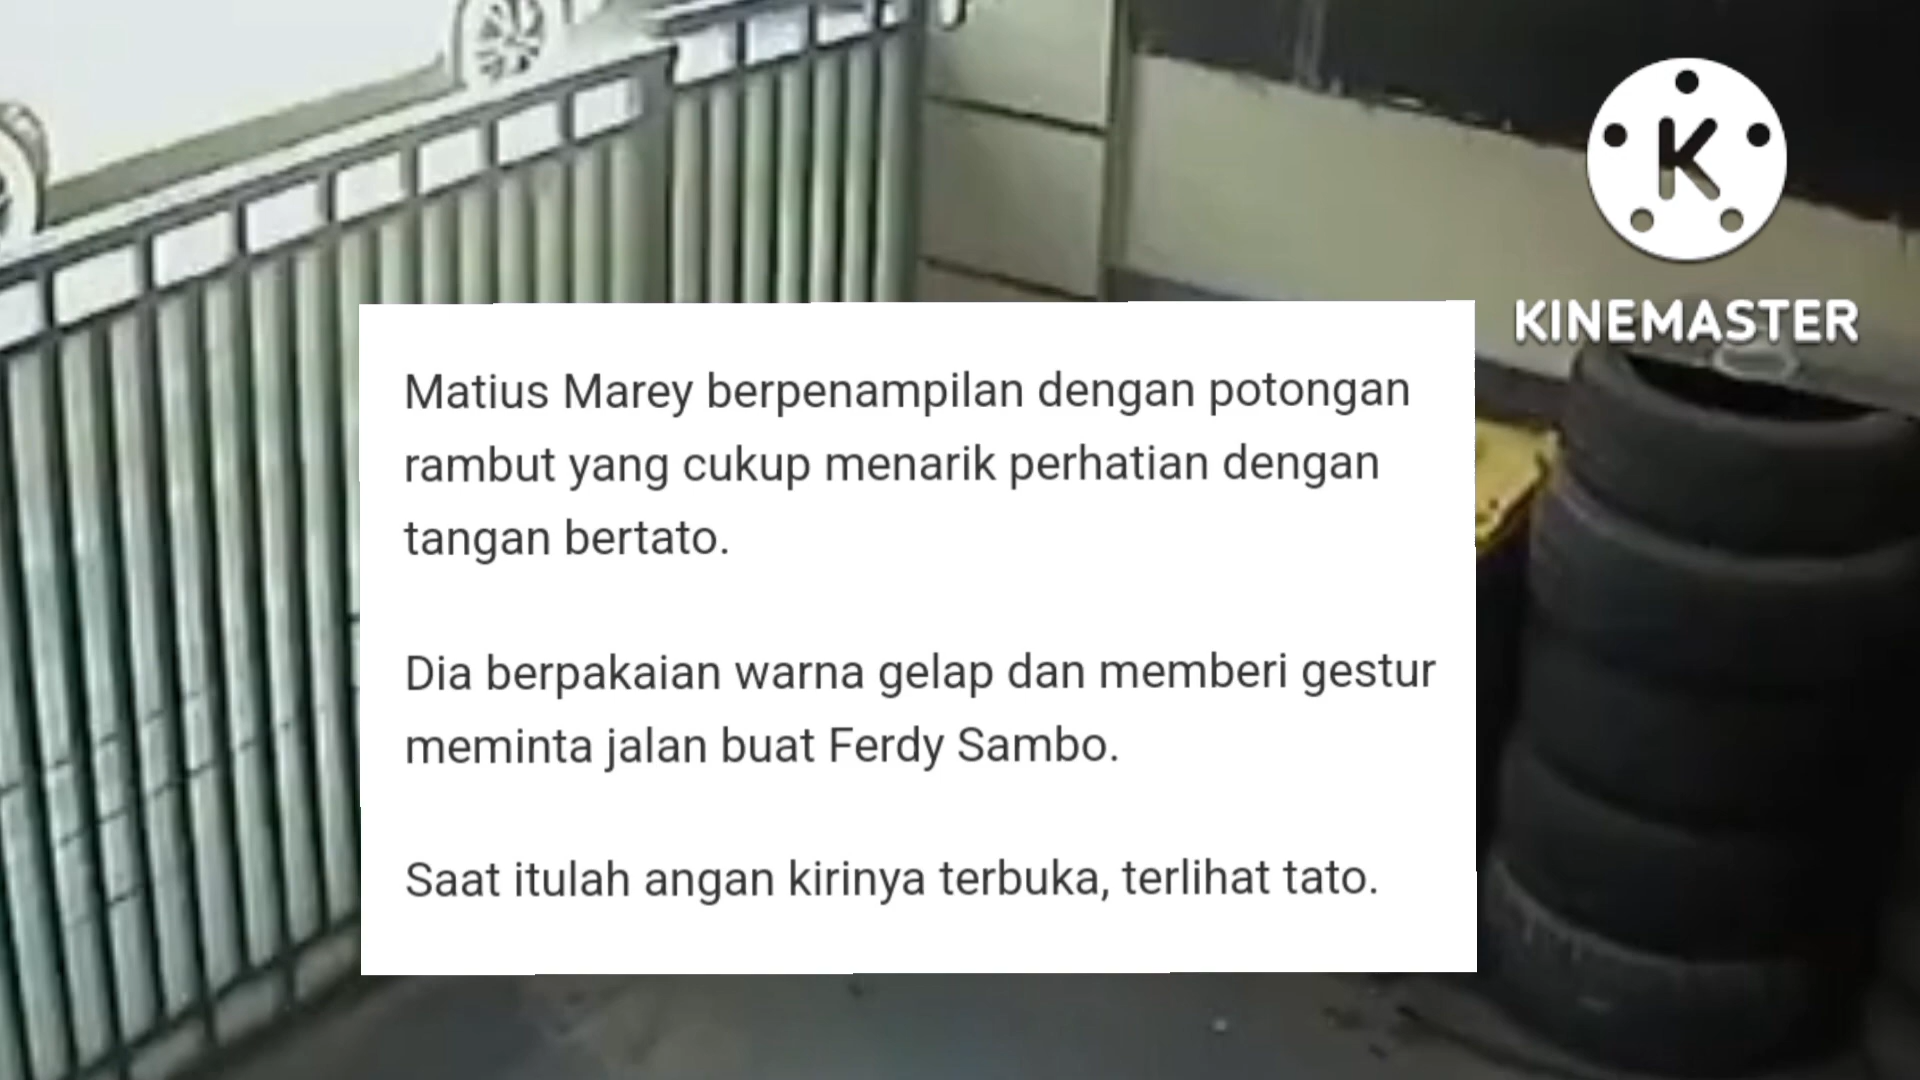 K
KINEMASTER
Matius Marey berpenampilan dengan potongan
rambut yang cukup menarik perhatian dengan
tangan bertato.
Dia berpakaian warna gelap dan memberi gestur
meminta jalan buat Ferdy Sambo.
Saat itulah angan kirinya terbuka, terlihat tato.